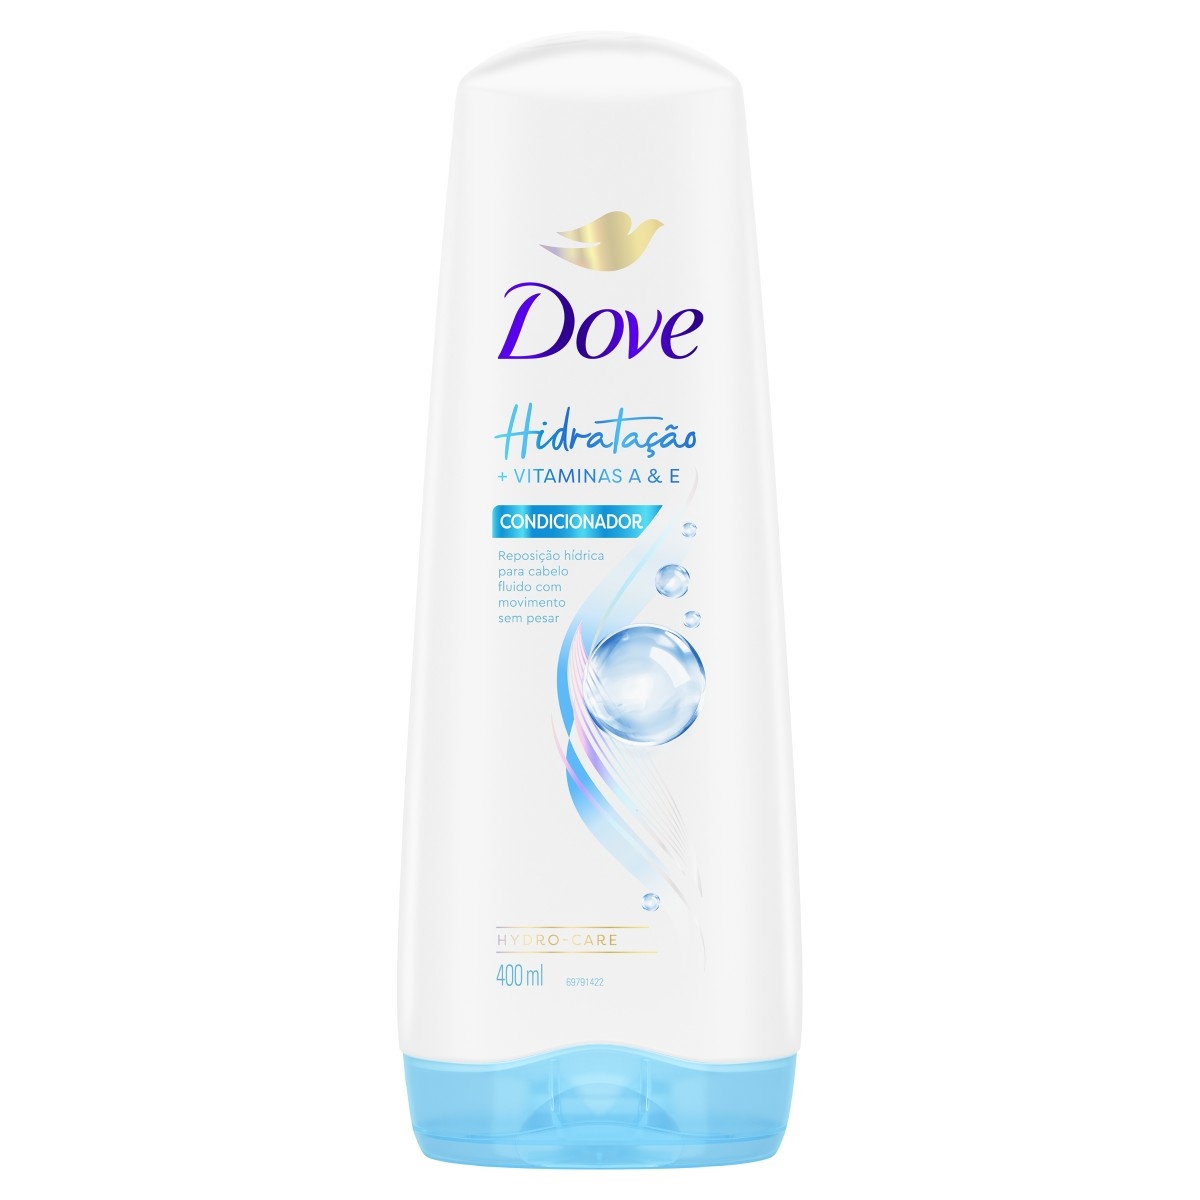 Dove
Hidratação
+ VITAMINAS A & E
CONDICIONADOR
Reposição hídrica
para cabelo
fluido com
movimento
sem pesar
HYDRO-CARE
400 ml 69791422